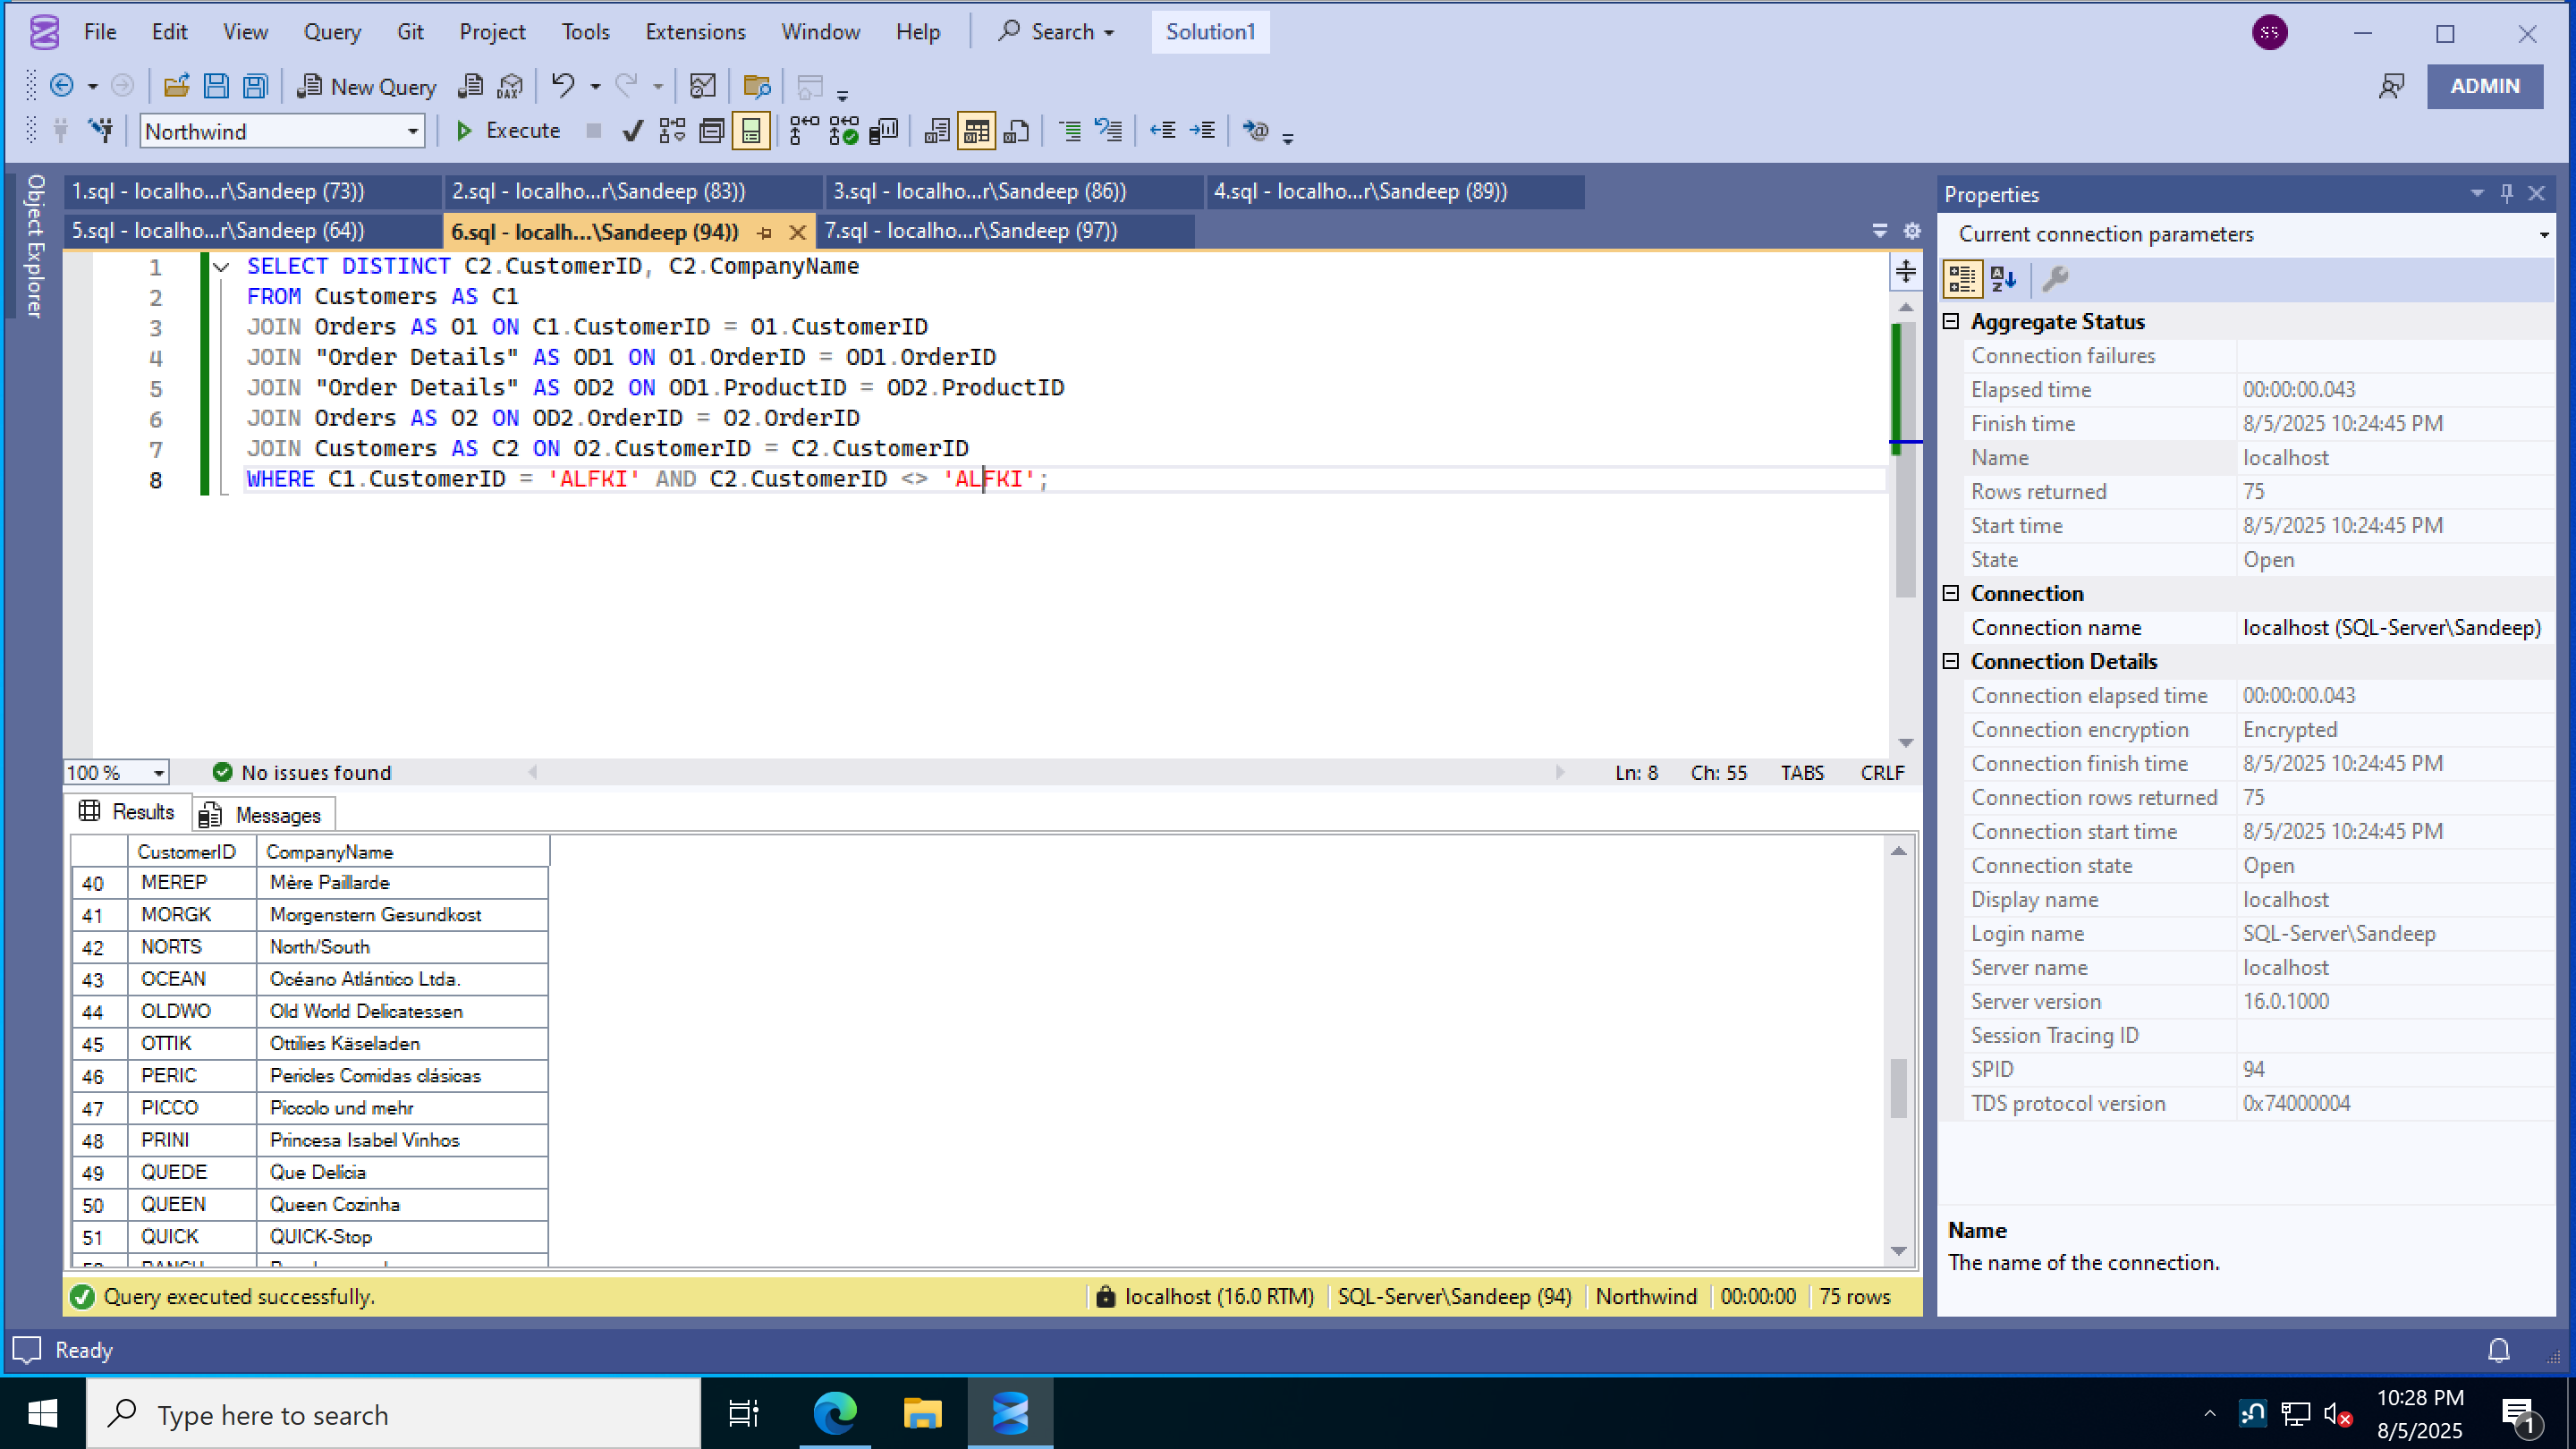 File Edit View Query Git Project Tools Extensions Window Help Search Solution1 SS
New Query DAX ADMIN
Northwind Execute
Object Explorer
1.sql - localho...r\Sandeep (73)) 2.sql - localho...r\Sandeep (83)) 3.sql - localho...r\Sandeep (86)) 4.sql - localho...r\Sandeep (89))
5.sql - localho...r\Sandeep (64)) 6.sql - localh...\Sandeep (94)) 7.sql - localho...r\Sandeep (97))
1 SELECT DISTINCT C2.CustomerID, C2.CompanyName
2 FROM Customers AS C1
3 JOIN Orders AS O1 ON C1.CustomerID = O1.CustomerID
4 JOIN "Order Details" AS OD1 ON O1.OrderID = OD1.OrderID
5 JOIN "Order Details" AS OD2 ON OD1.ProductID = OD2.ProductID
6 JOIN Orders AS O2 ON OD2.OrderID = O2.OrderID
7 JOIN Customers AS C2 ON O2.CustomerID = C2.CustomerID
8 WHERE C1.CustomerID = 'ALFKI' AND C2.CustomerID <> 'ALFKI';
100 % No issues found Ln: 8 Ch: 55 TABS CRLF
Results Messages
CustomerID CompanyName
40 MEREP Mère Paillarde
41 MORGK Morgenstern Gesundkost
42 NORTS North/South
43 OCEAN Océano Atlántico Ltda.
44 OLDWO Old World Delicatessen
45 OTTIK Ottilies Käseladen
46 PERIC Pericles Comidas clásicas
47 PICCO Piccolo und mehr
48 PRINI Princesa Isabel Vinhos
49 QUEDE Que Delícia
50 QUEEN Queen Cozinha
51 QUICK QUICK-Stop
Query executed successfully. localhost (16.0 RTM) SQL-Server\Sandeep (94) Northwind 00:00:00 75 rows
Properties
Current connection parameters
Aggregate Status
Connection failures
Elapsed time 00:00:00.043
Finish time 8/5/2025 10:24:45 PM
Name localhost
Rows returned 75
Start time 8/5/2025 10:24:45 PM
State Open
Connection
Connection name localhost (SQL-Server\Sandeep)
Connection Details
Connection elapsed time 00:00:00.043
Connection encryption Encrypted
Connection finish time 8/5/2025 10:24:45 PM
Connection rows returned 75
Connection start time 8/5/2025 10:24:45 PM
Connection state Open
Display name localhost
Login name SQL-Server\Sandeep
Server name localhost
Server version 16.0.1000
Session Tracing ID
SPID 94
TDS protocol version 0x74000004
Name
The name of the connection.
Ready
Type here to search
10:28 PM
8/5/2025
1